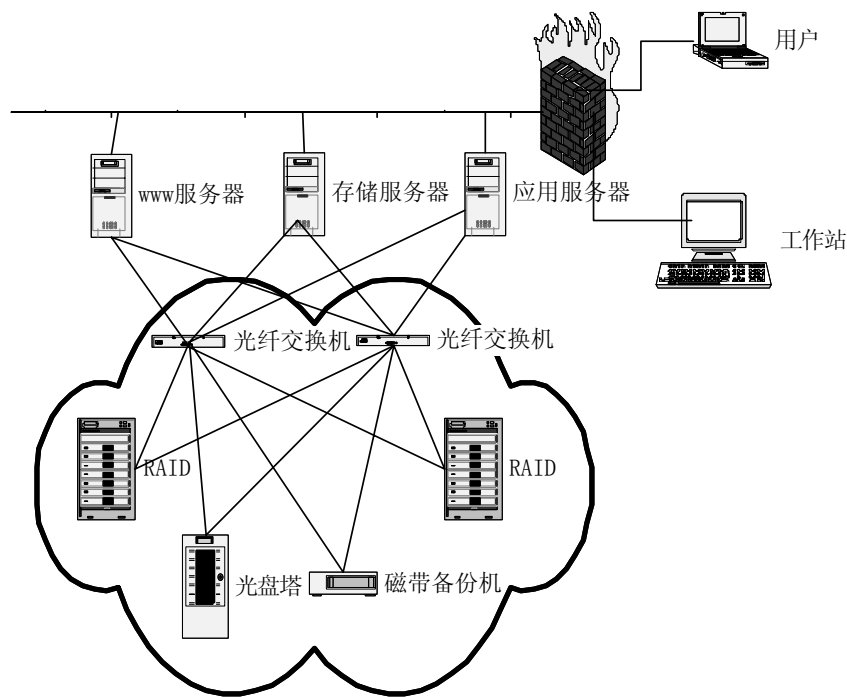 用户
www服务器
存储服务器
应用服务器
工作站
光纤交换机
光纤交换机
RAID
RAID
光盘塔
磁带备份机